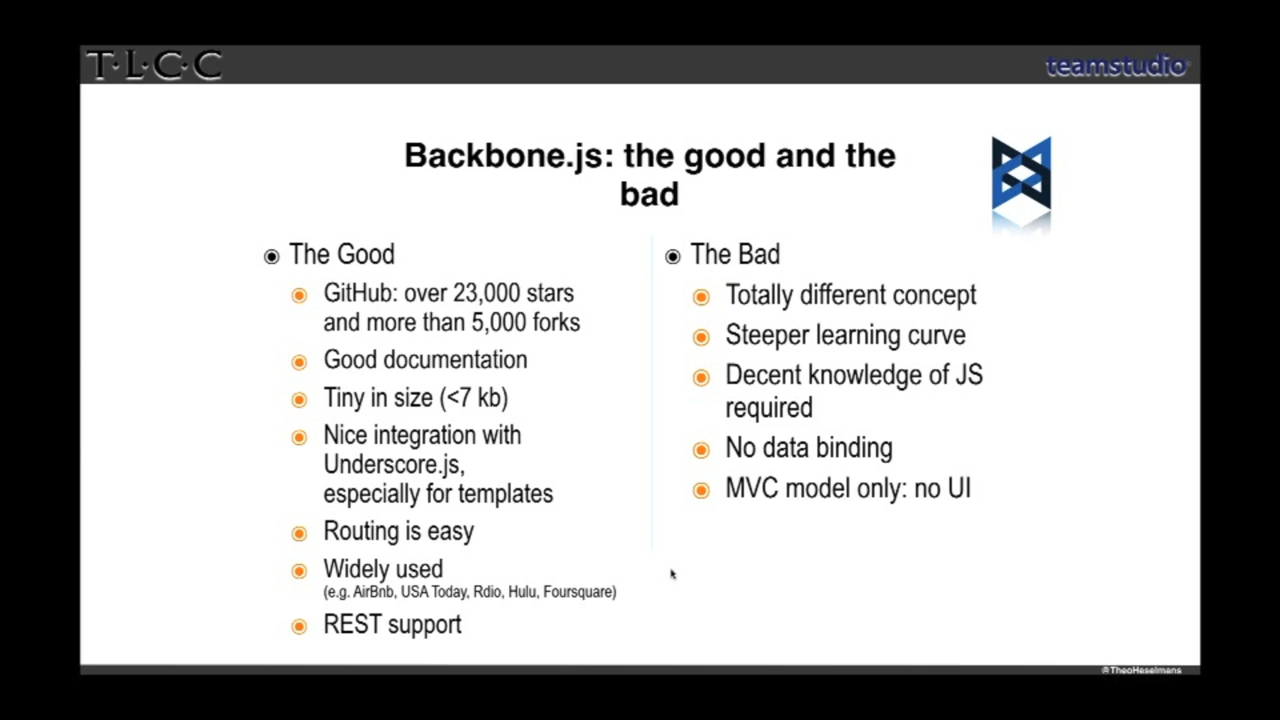 T·L·C·C
teamstudio
Backbone.js: the good and the
bad
The Good
GitHub: over 23,000 stars
and more than 5,000 forks
Good documentation
Tiny in size (<7 kb)
Nice integration with
Underscore.js,
especially for templates
Routing is easy
Widely used
(e.g. AirBnb, USA Today, Rdio, Hulu, Foursquare)
REST support
The Bad
Totally different concept
Steeper learning curve
Decent knowledge of JS
required
No data binding
MVC model only: no UI
@TheoHeselmans